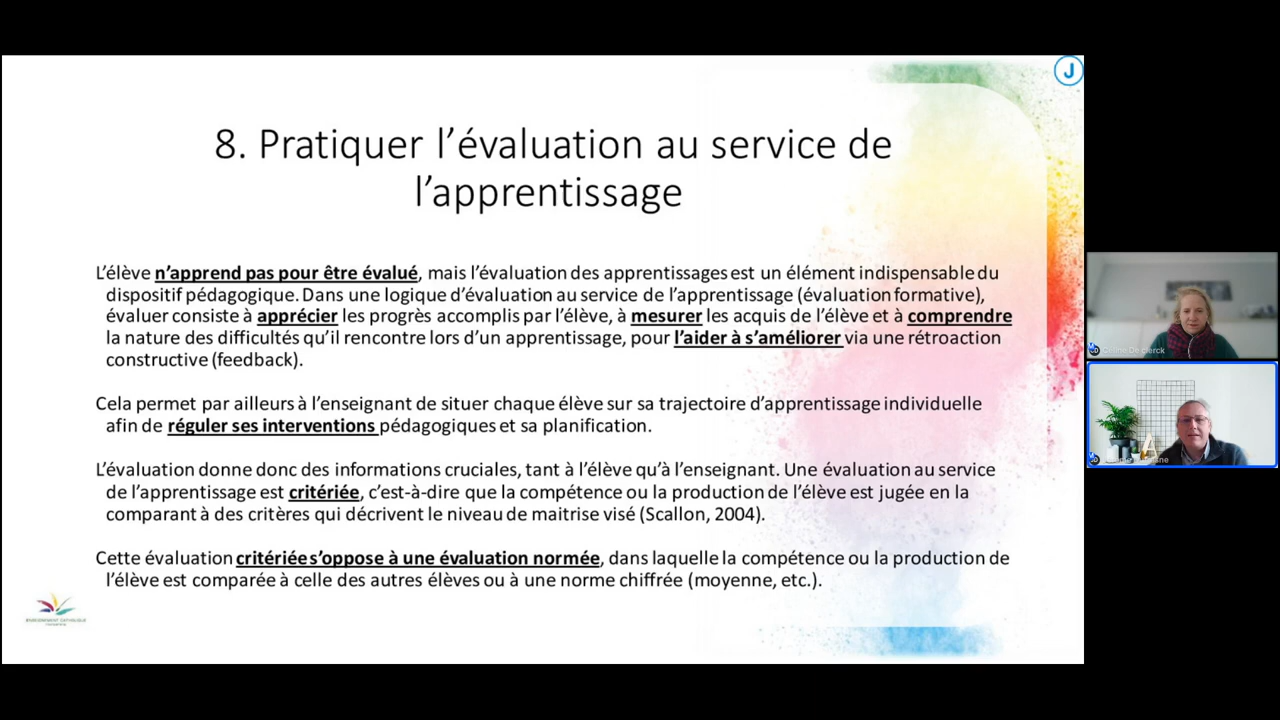 J
8. Pratiquer l’évaluation au service de
l’apprentissage
L’élève n’apprend pas pour être évalué, mais l’évaluation des apprentissages est un élément indispensable du
dispositif pédagogique. Dans une logique d’évaluation au service de l’apprentissage (évaluation formative),
évaluer consiste à apprécier les progrès accomplis par l’élève, à mesurer les acquis de l’élève et à comprendre
la nature des difficultés qu’il rencontre lors d’un apprentissage, pour l’aider à s’améliorer via une rétroaction
constructive (feedback).
Cela permet par ailleurs à l’enseignant de situer chaque élève sur sa trajectoire d’apprentissage individuelle
afin de réguler ses interventions pédagogiques et sa planification.
L’évaluation donne donc des informations cruciales, tant à l’élève qu’à l’enseignant. Une évaluation au service
de l’apprentissage est critériée, c’est-à-dire que la compétence ou la production de l’élève est jugée en la
comparant à des critères qui décrivent le niveau de maitrise visé (Scallon, 2004).
Cette évaluation critériée s’oppose à une évaluation normée, dans laquelle la compétence ou la production de
l’élève est comparée à celle des autres élèves ou à une norme chiffrée (moyenne, etc.).
ENSEIGNEMENT CATHOLIQUE
A